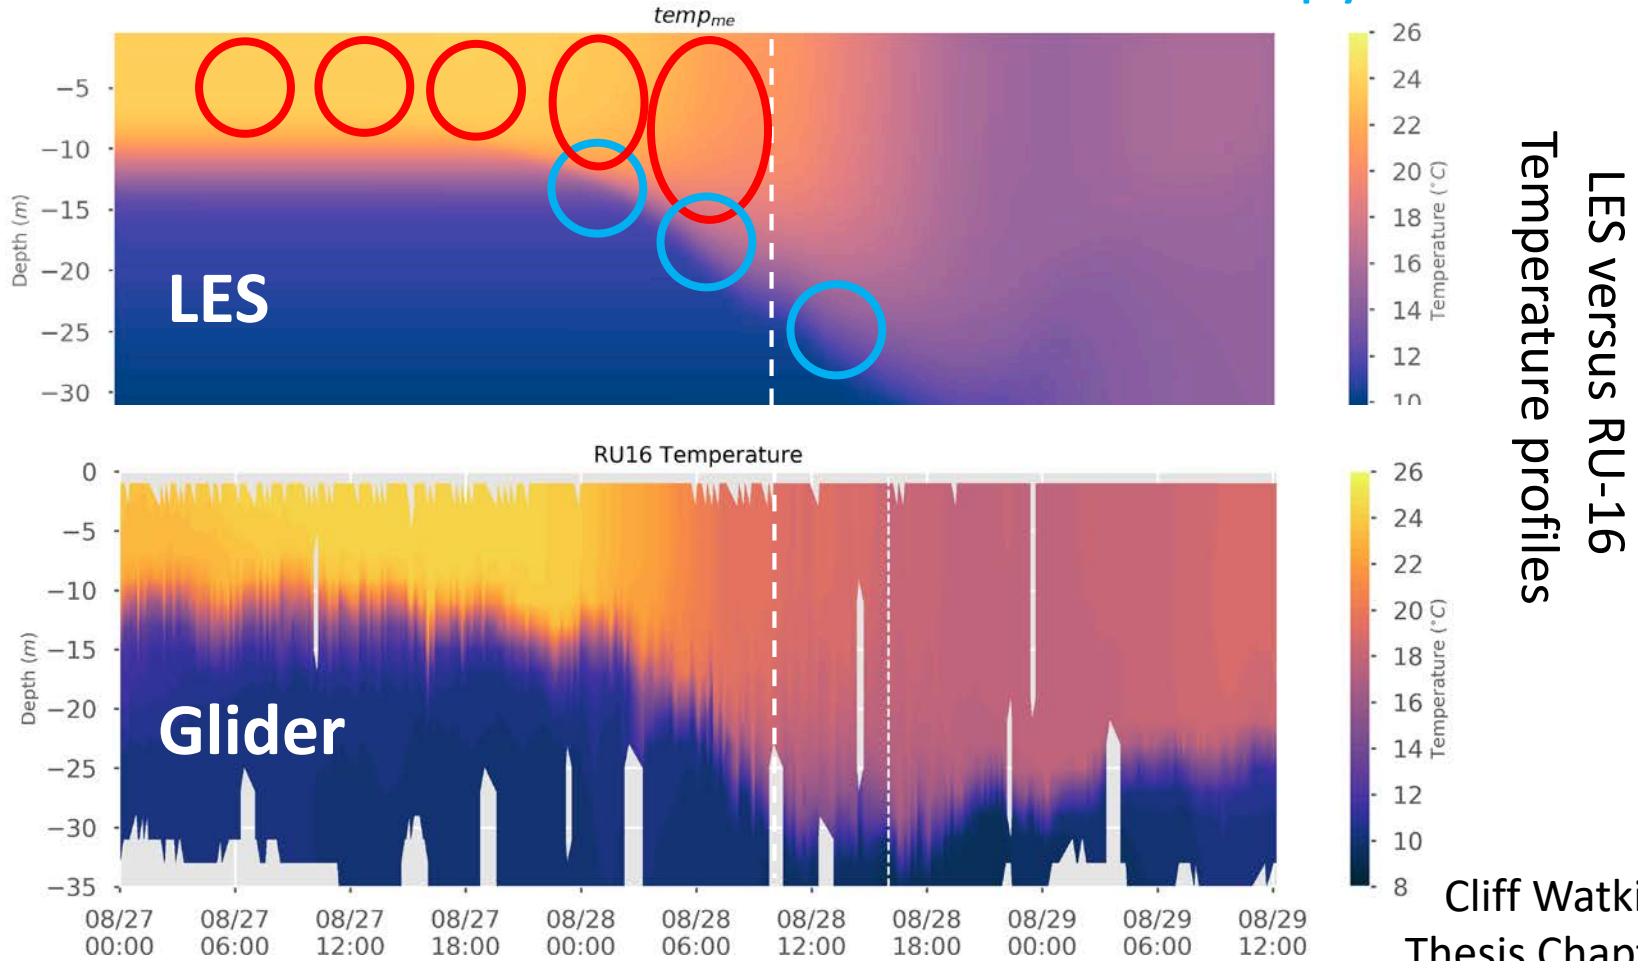 temp_me
26
24
22
20
18
16
14
12
10
Temperature (°C)
−5
−10
−15
−20
−25
−30
Depth (m)
LES
LES versus RU-16
Temperature profiles
RU16 Temperature
0
−5
−10
−15
−20
−25
−30
−35
Depth (m)
Glider
26
24
22
20
18
16
14
12
10
8
Temperature (°C)
08/27 08/27 08/27 08/27 08/28 08/28 08/28 08/28 08/29 08/29 08/29
00:00 06:00 12:00 18:00 00:00 06:00 12:00 18:00 00:00 06:00 12:00
Cliff Watki
Thesis Chapt